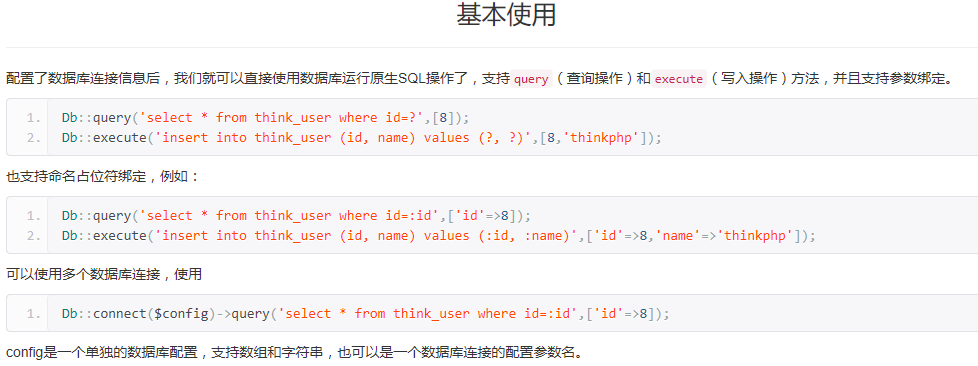 基本使用
配置了数据库连接信息后，我们就可以直接使用数据库运行原生SQL操作了，支持 query（查询操作）和 execute（写入操作）方法，并且支持参数绑定。
1. Db::query('select * from think_user where id=?',[8]);
2. Db::execute('insert into think_user (id, name) values (?, ?)',[8,'thinkphp']);
也支持命名占位符绑定，例如：
1. Db::query('select * from think_user where id=:id',['id'=>8]);
2. Db::execute('insert into think_user (id, name) values (:id, :name)',['id'=>8,'name'=>'thinkphp']);
可以使用多个数据库连接，使用
1. Db::connect($config)->query('select * from think_user where id=:id',['id'=>8]);
config是一个单独的数据库配置，支持数组和字符串，也可以是一个数据库连接的配置参数名。